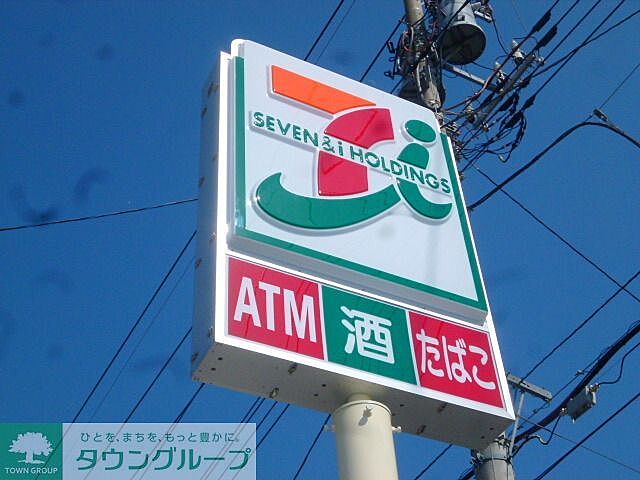 SEVEN & i HOLDINGS
ATM 酒 たばこ
ひと を、まち を、もっと 豊か に。
タウングループ
TOWN GROUP